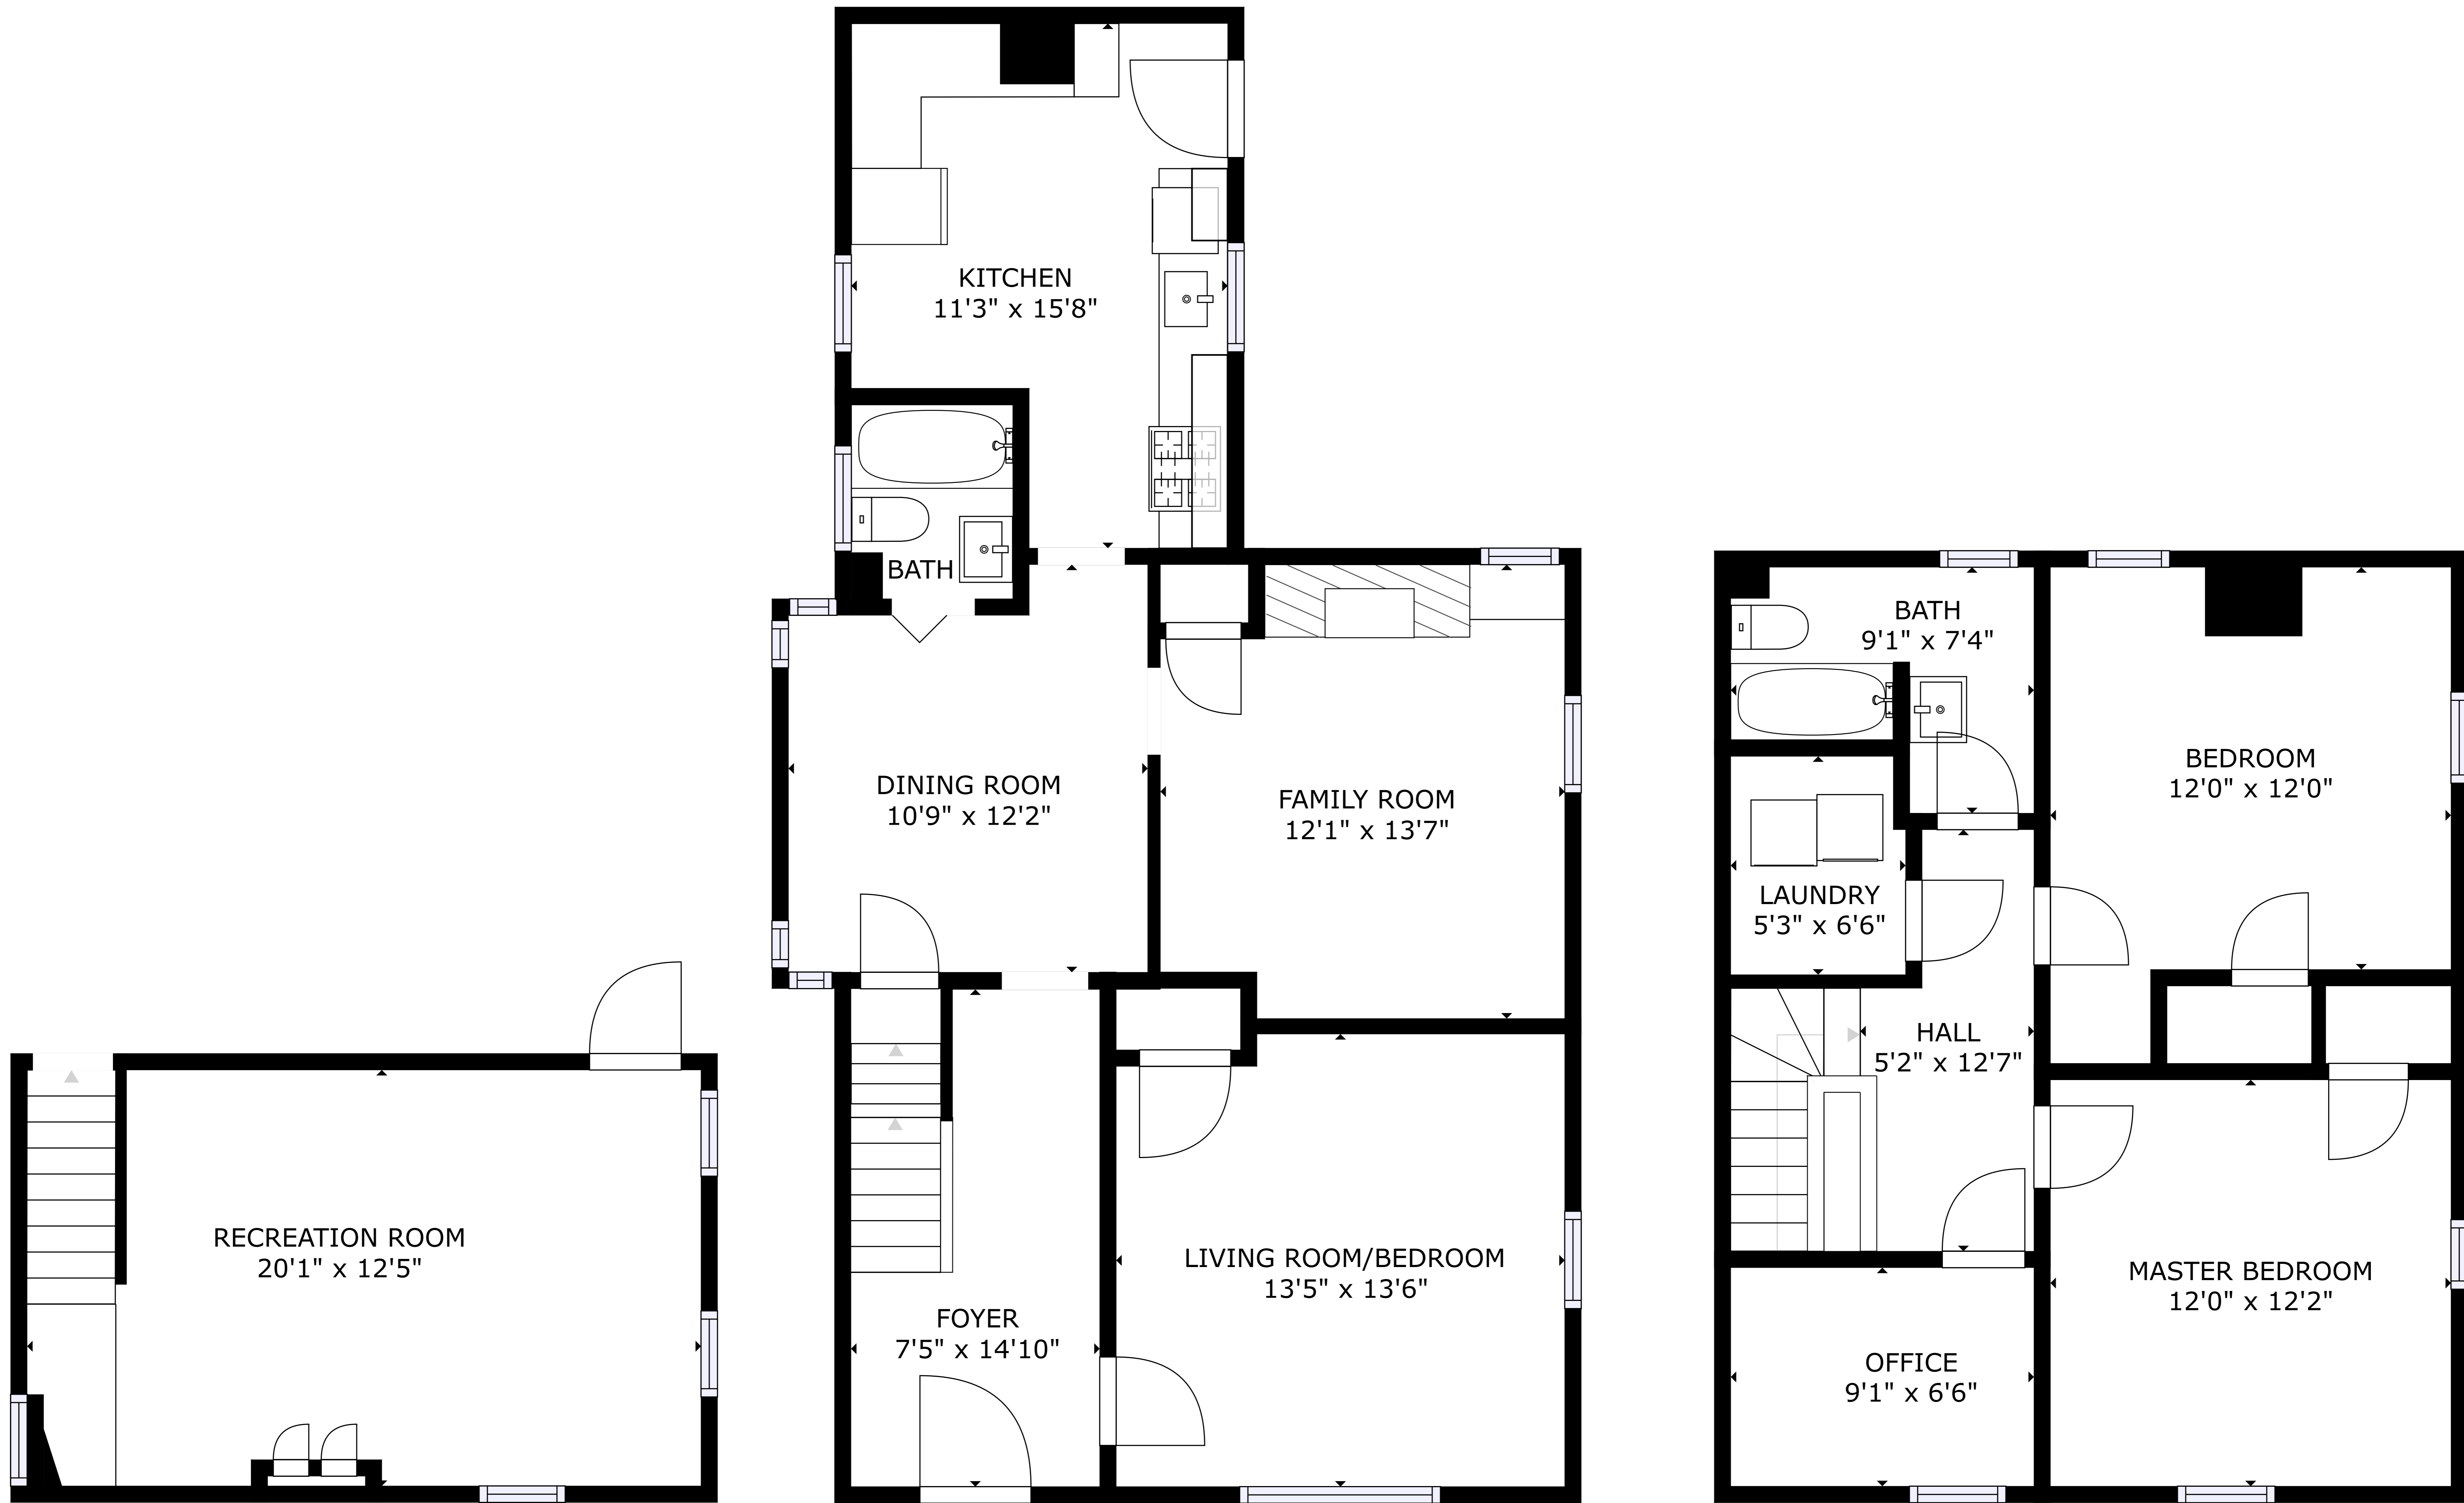 KITCHEN
11'3" x 15'8"
BATH
DINING ROOM
10'9" x 12'2"
FAMILY ROOM
12'1" x 13'7"
RECREATION ROOM
20'1" x 12'5"
FOYER
7'5" x 14'10"
LIVING ROOM/BEDROOM
13'5" x 13'6"
BATH
9'1" x 7'4"
BEDROOM
12'0" x 12'0"
LAUNDRY
5'3" x 6'6"
HALL
5'2" x 12'7"
MASTER BEDROOM
12'0" x 12'2"
OFFICE
9'1" x 6'6"